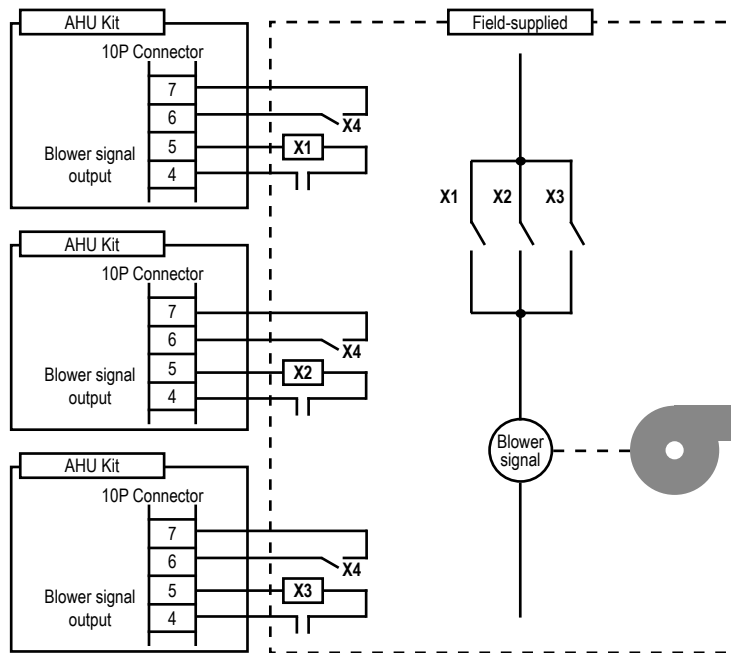 AHU Kit
10P Connector
7
6
5
4
Blower signal
output
X4
X1
AHU Kit
10P Connector
7
6
5
4
Blower signal
output
X4
X2
AHU Kit
10P Connector
7
6
5
4
Blower signal
output
X4
X3
Field-supplied
X1 X2 X3
Blower
signal